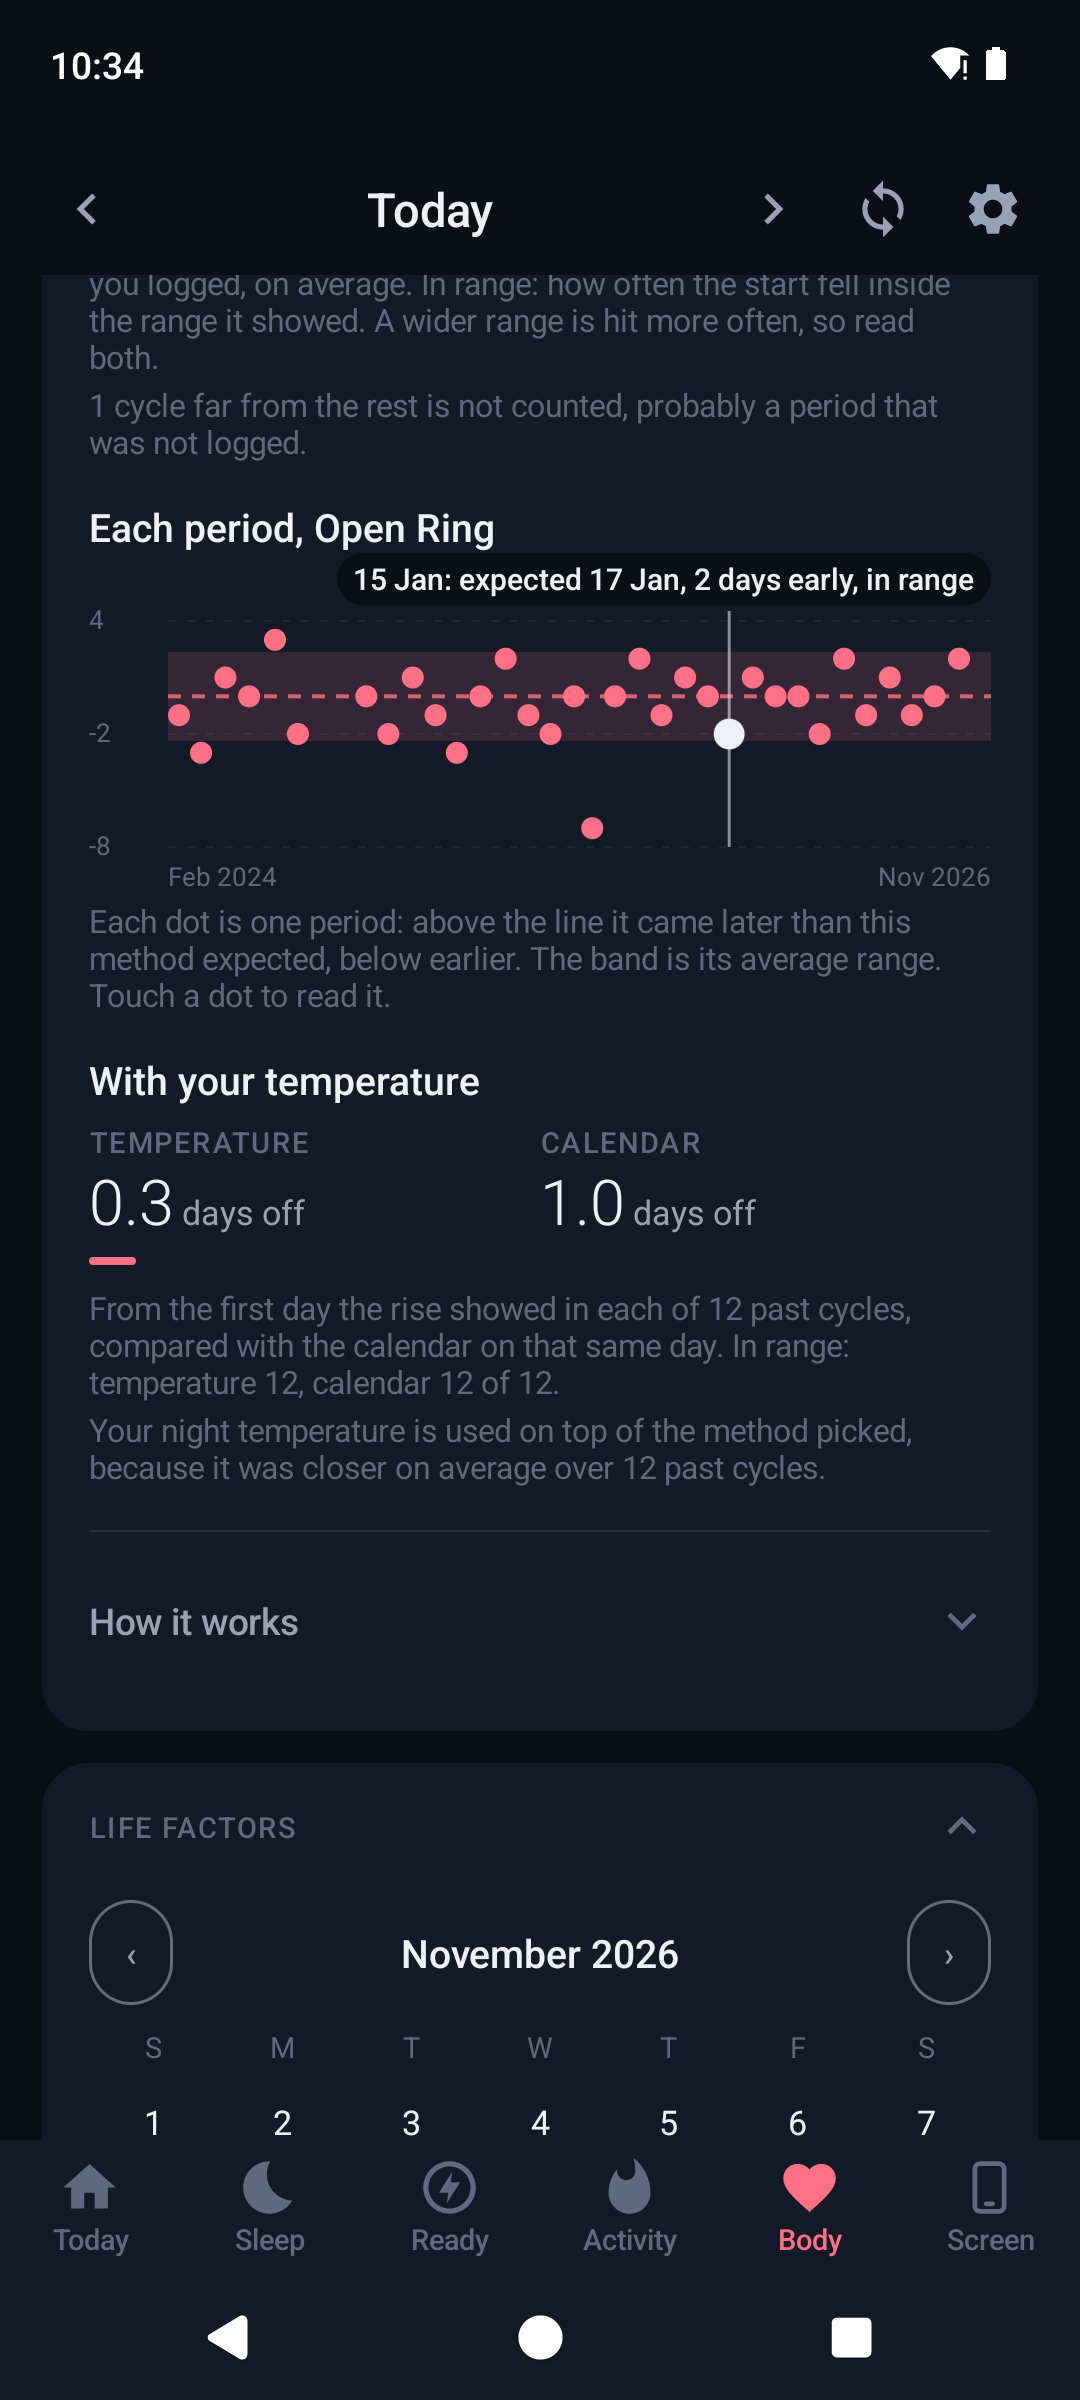 10:34
Today
you logged, on average. In range: how often the start fell inside
the range it showed. A wider range is hit more often, so read
both.
1 cycle far from the rest is not counted, probably a period that
was not logged.
Each period, Open Ring
15 Jan: expected 17 Jan, 2 days early, in range
4
-2
-8
Feb 2024
Nov 2026
Each dot is one period: above the line it came later than this
method expected, below earlier. The band is its average range.
Touch a dot to read it.
With your temperature
TEMPERATURE
CALENDAR
0.3 days off
1.0 days off
From the first day the rise showed in each of 12 past cycles,
compared with the calendar on that same day. In range:
temperature 12, calendar 12 of 12.
Your night temperature is used on top of the method picked,
because it was closer on average over 12 past cycles.
How it works
LIFE FACTORS
‹
November 2026
›
S M T W T F S
1 2 3 4 5 6 7
Today Sleep Ready Activity Body Screen